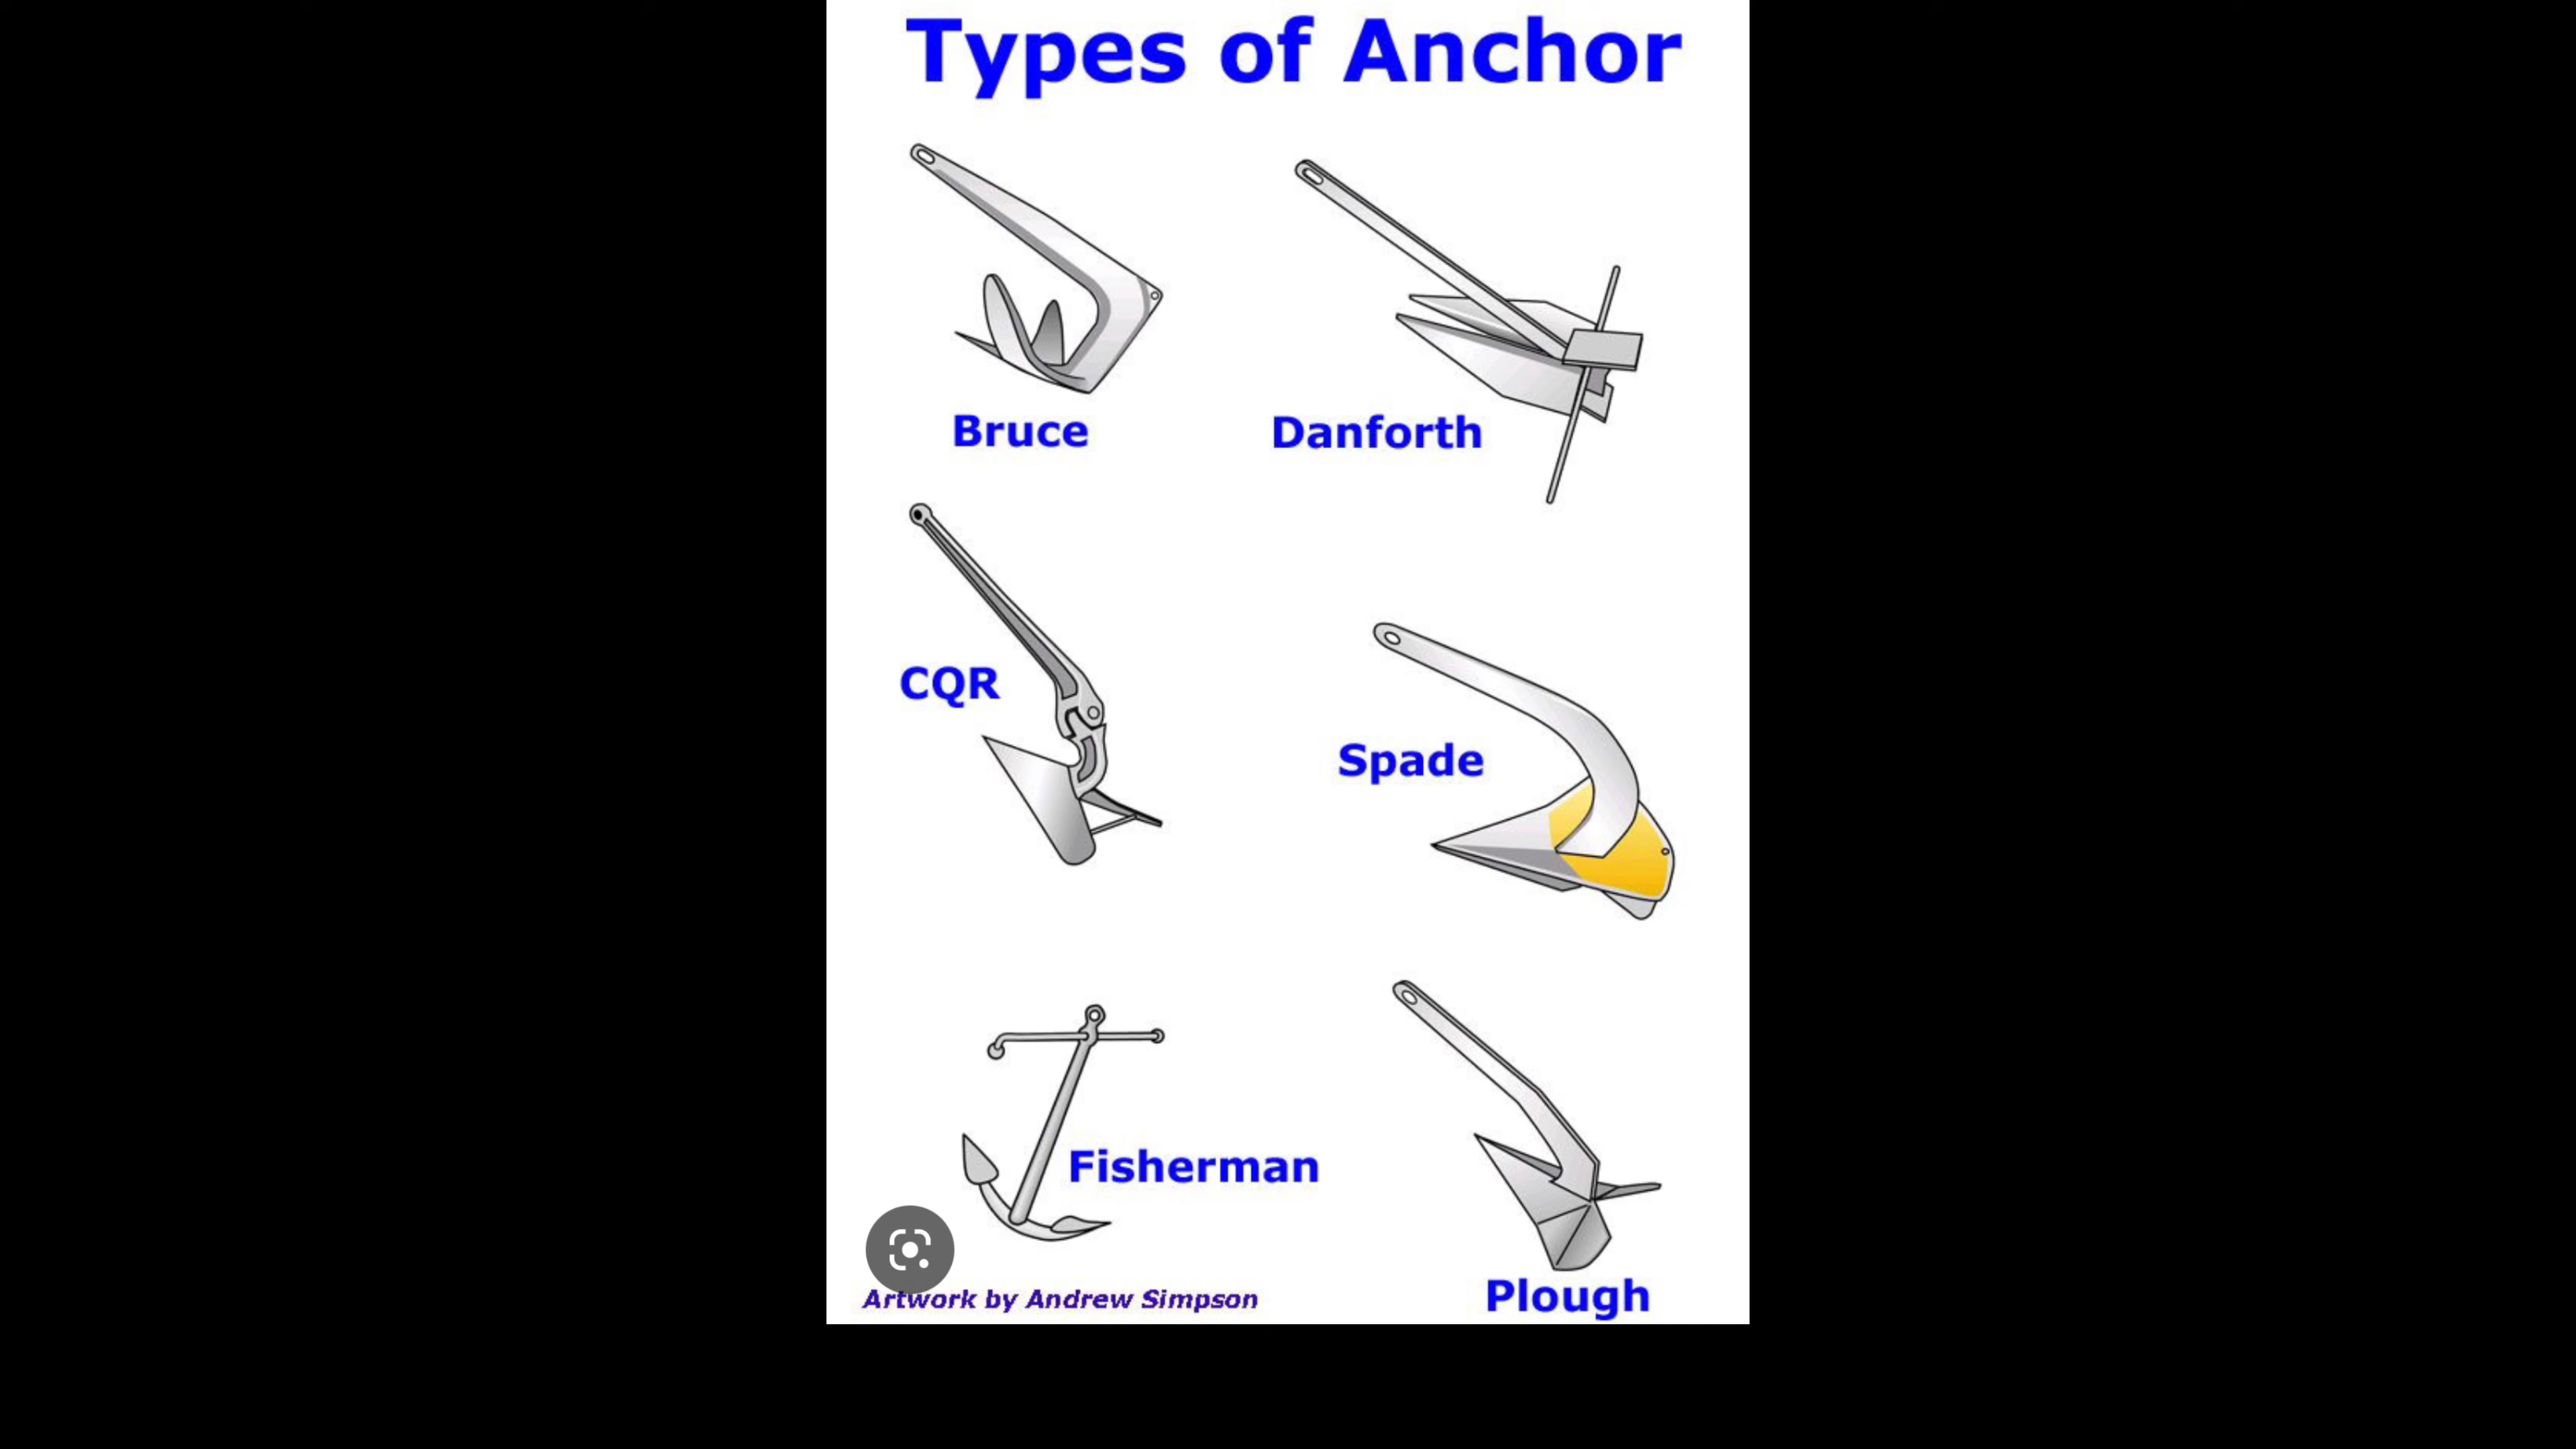 Types of Anchor
Bruce
Danforth
CQR
Spade
Fisherman
Artwork by Andrew Simpson
Plough